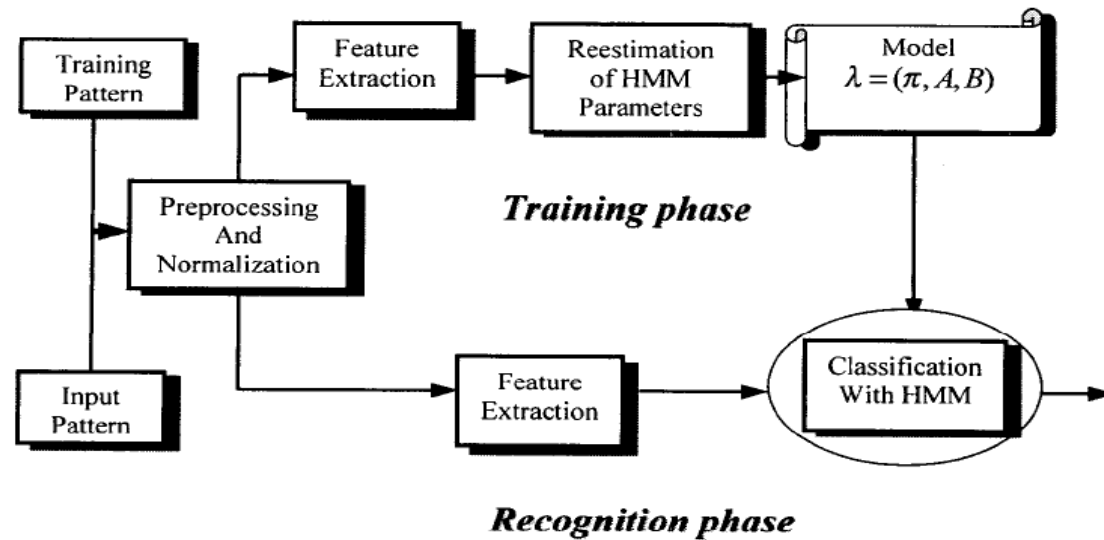 Training
Pattern
Feature
Extraction
Reestimation
of HMM
Parameters
Model
λ = (π, A, B)
Preprocessing
And
Normalization
Training phase
Input
Pattern
Feature
Extraction
Classification
With HMM
Recognition phase